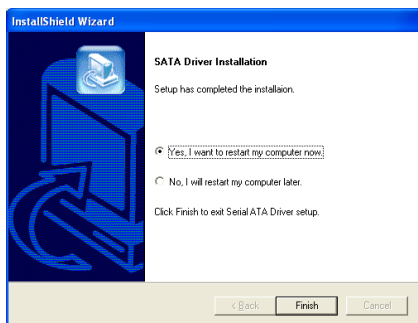 InstallShield Wizard
SATA Driver Installation
Setup has completed the installaion.
Yes, I want to restart my computer now.
No, I will restart my computer later.
Click Finish to exit Serial ATA Driver setup.
< Back Finish Cancel